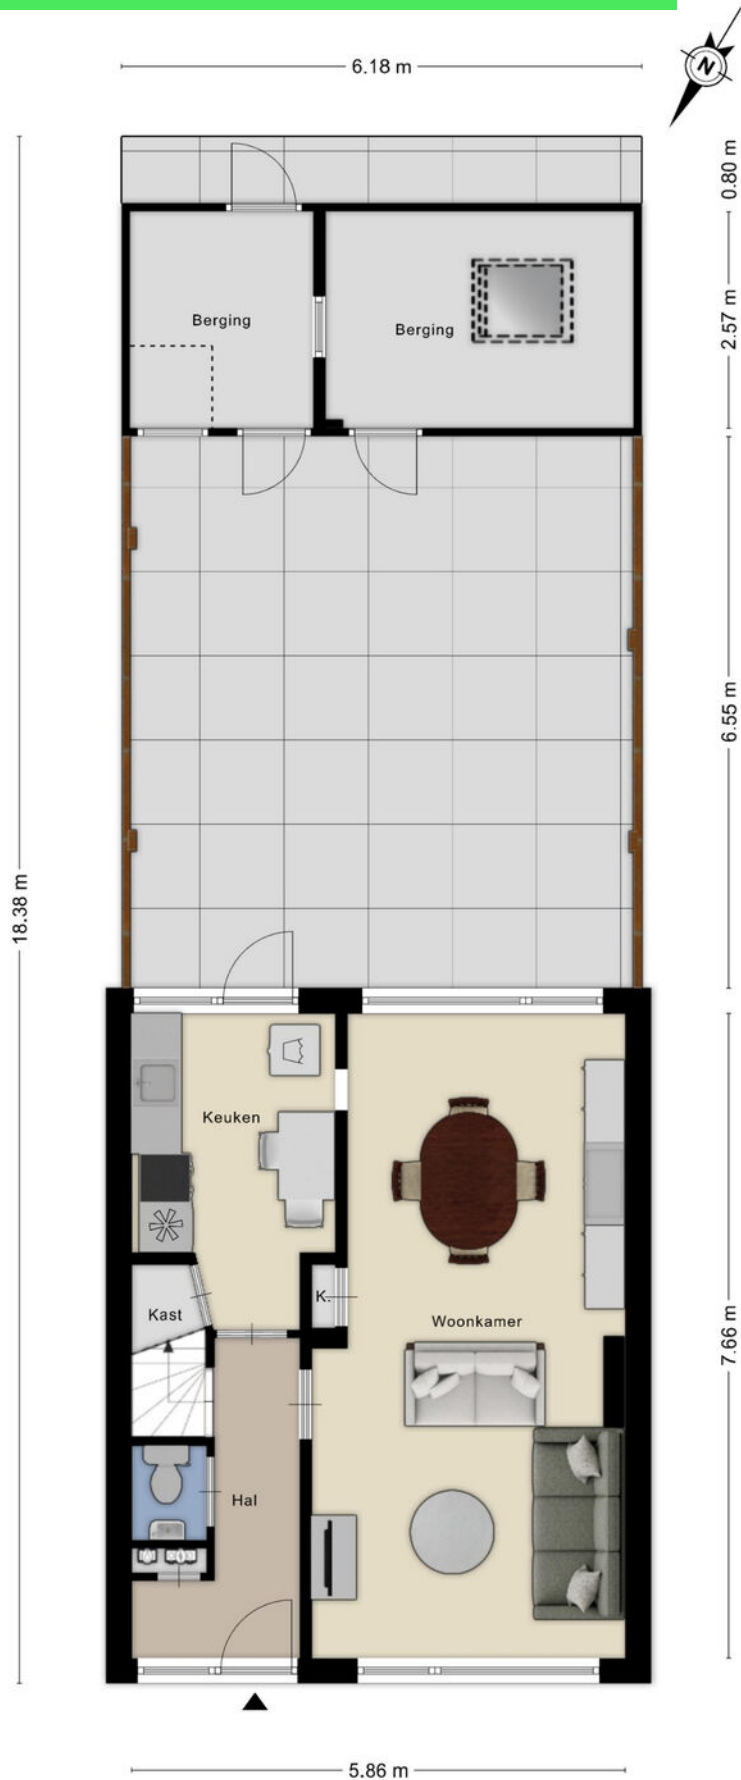 6.18 m
N
0.80 m
Berging
Berging
2.57 m
6.55 m
18.38 m
Keuken
K.
Kast
Woonkamer
7.66 m
Hal
5.86 m